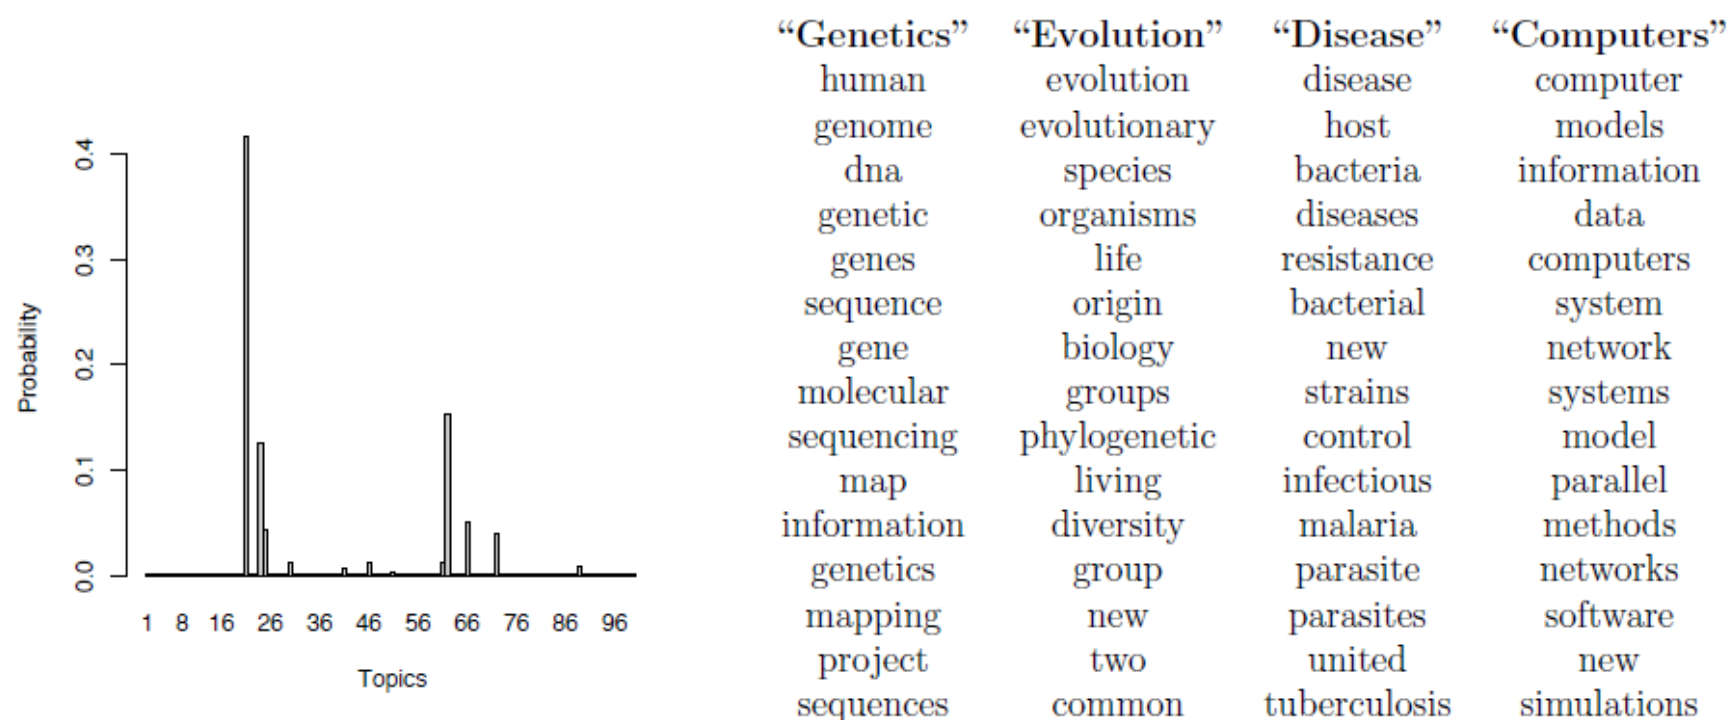 “Genetics” “Evolution” “Disease” “Computers”
human evolution disease computer
genome evolutionary host models
dna species bacteria information
genetic organisms diseases data
genes life resistance computers
sequence origin bacterial system
gene biology new network
molecular groups strains systems
sequencing phylogenetic control model
map living infectious parallel
information diversity malaria methods
genetics group parasite networks
mapping new parasites software
project two united new
sequences common tuberculosis simulations
Probability
0.4
0.3
0.2
0.1
0.0
1 8 16 26 36 46 56 66 76 86 96
Topics